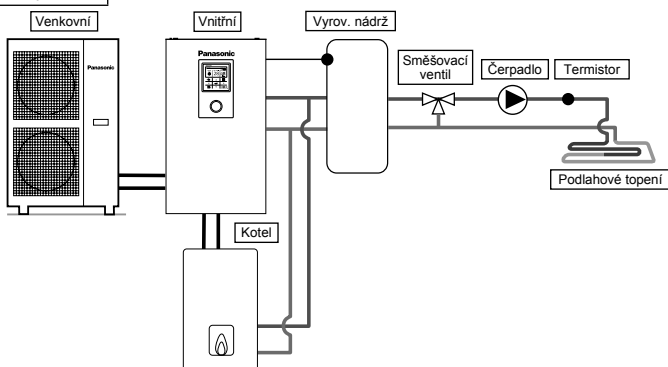 Venkovní
Vnitřní
Vyrov. nádrž
Směšovací
ventil
Čerpadlo
Termistor
Panasonic
Panasonic
Podlahové topení
Kotel